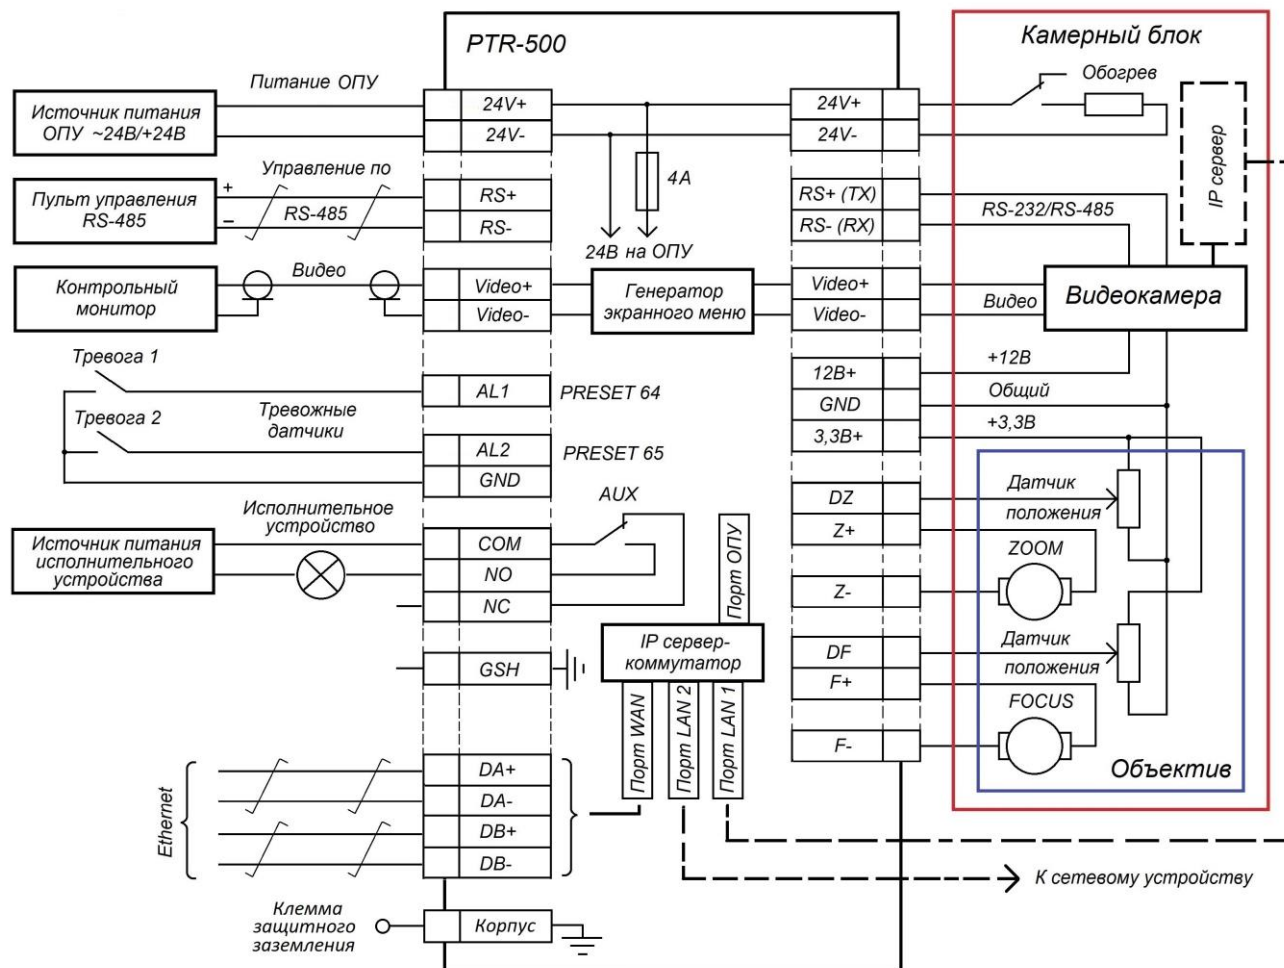 PTR-500
Камерный блок
Питание ОПУ
Обогрев
Источник питания
ОПУ ~24В/+24В
24V+
24V-
24V+
24V-
IP сервер
4А
Управление по
RS-485
Пульт управления
RS-485
+
–
RS+
RS-
RS+ (TX)
RS- (RX)
RS-232/RS-485
24В на ОПУ
Видео
Контрольный
монитор
Video+
Video-
Генератор
экранного меню
Video+
Video-
Видео
Видеокамера
Тревога 1
Тревога 2
Тревожные
датчики
AL1
PRESET 64
AL2
PRESET 65
GND
12В+
GND
3,3В+
+12В
Общий
+3,3В
Исполнительное
устройство
Источник питания
исполнительного
устройства
COM
NO
NC
AUX
DZ
Z+
Z-
Датчик
положения
ZOOM
Порт ОПУ
IP сервер-
коммутатор
GSH
Порт WAN
Порт LAN 2
Порт LAN 1
DF
F+
F-
Датчик
положения
FOCUS
Объектив
Ethernet
DA+
DA-
DB+
DB-
К сетевому устройству
Клемма
защитного
заземления
Корпус